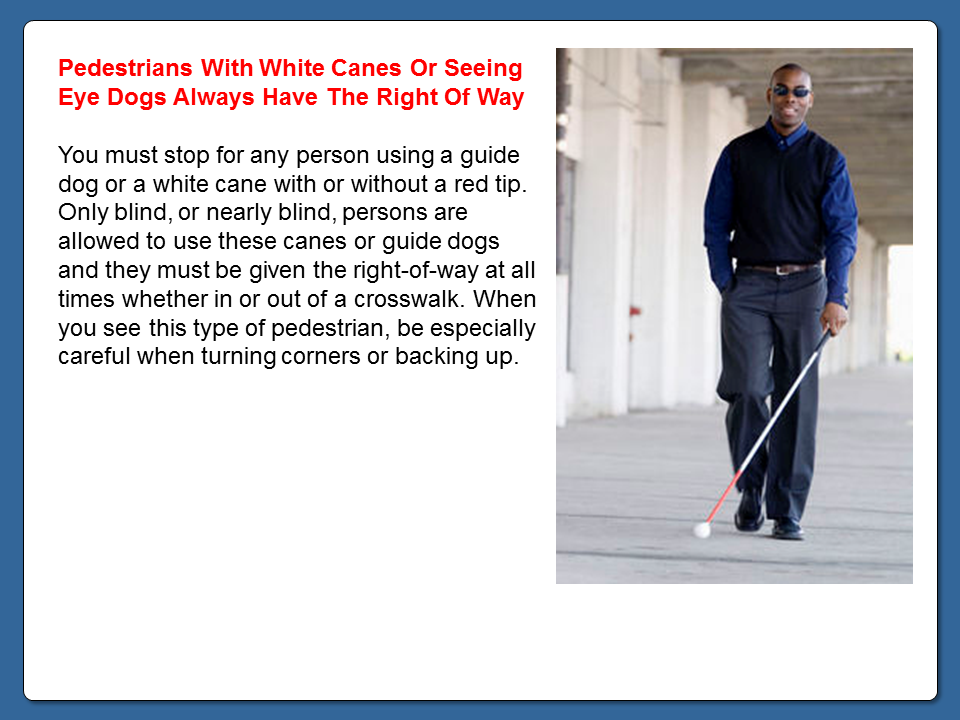 Pedestrians With White Canes Or Seeing
Eye Dogs Always Have The Right Of Way
You must stop for any person using a guide
dog or a white cane with or without a red tip.
Only blind, or nearly blind, persons are
allowed to use these canes or guide dogs
and they must be given the right-of-way at all
times whether in or out of a crosswalk. When
you see this type of pedestrian, be especially
careful when turning corners or backing up.